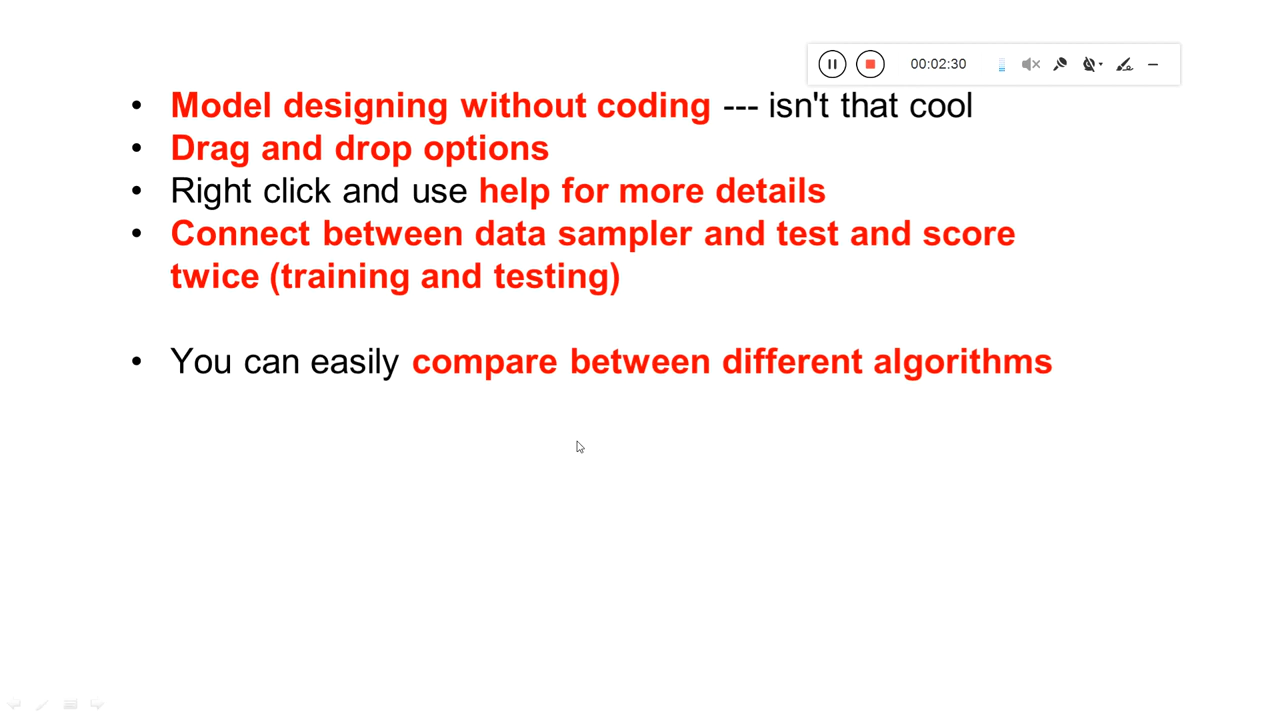 00:02:30
• Model designing without coding --- isn't that cool
• Drag and drop options
• Right click and use help for more details
• Connect between data sampler and test and score
twice (training and testing)
• You can easily compare between different algorithms